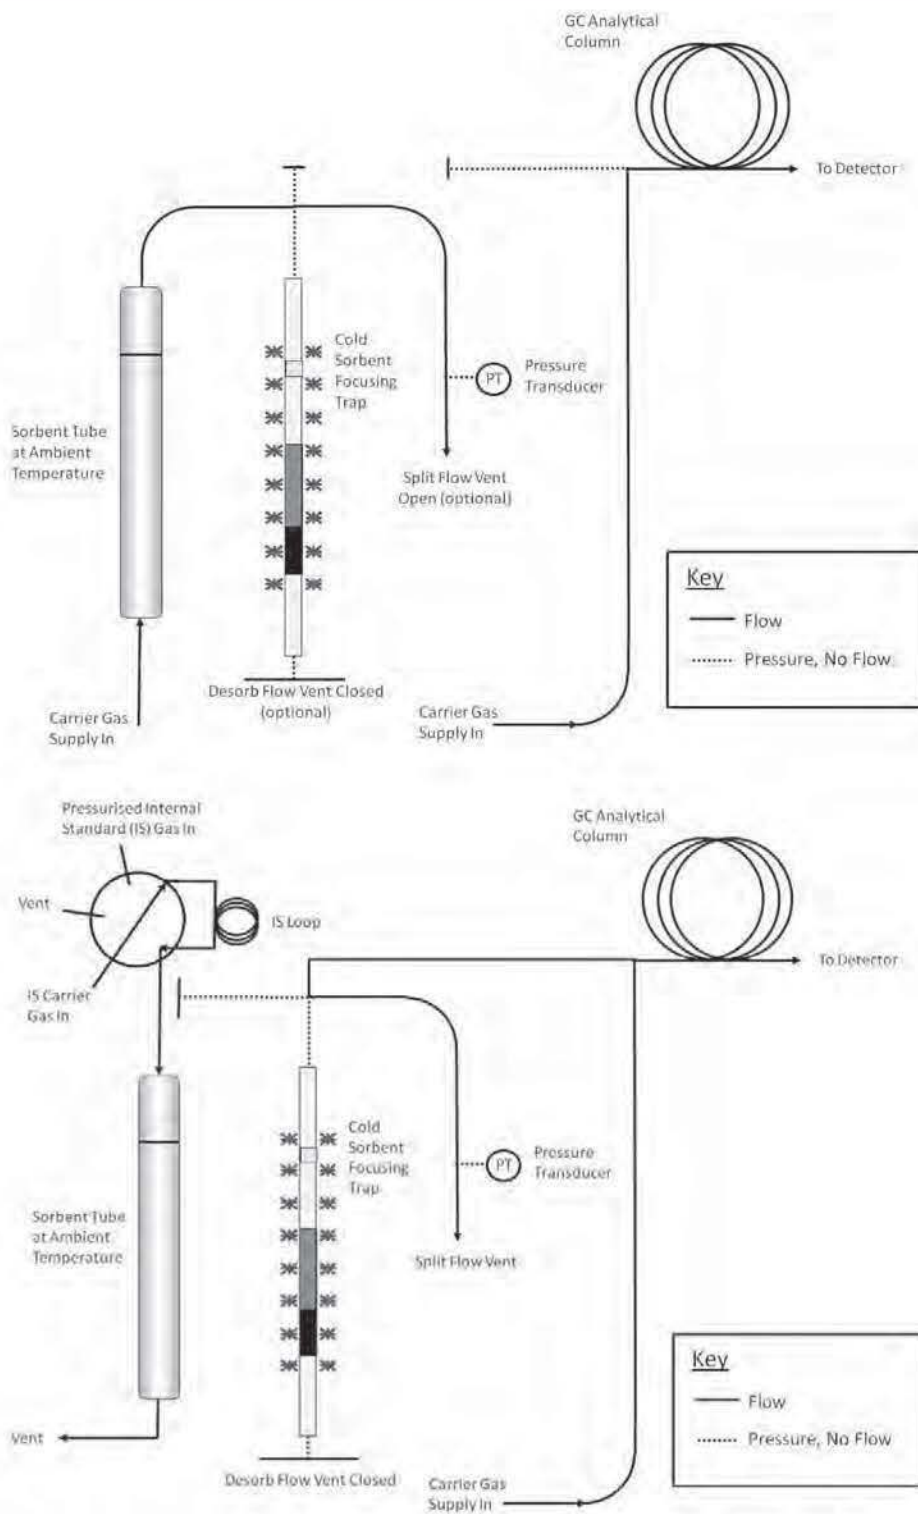 GC Analytical
Column
To Detector
Cold
Sorbent
Focusing
Trap
PT
Pressure
Transducer
Sorbent Tube
at Ambient
Temperature
Split Flow Vent
Open (optional)
Key
Flow
Pressure, No Flow
Desorb Flow Vent Closed
(optional)
Carrier Gas
Supply In
Carrier Gas
Supply In
Pressurised Internal
Standard (IS) Gas In
GC Analytical
Column
Vent
IS Loop
To Detector
IS Carrier
Gas In
Cold
Sorbent
Focusing
Trap
PT
Pressure
Transducer
Sorbent Tube
at Ambient
Temperature
Split Flow Vent
Key
Flow
Pressure, No Flow
Vent
Desorb Flow Vent Closed
Carrier Gas
Supply In